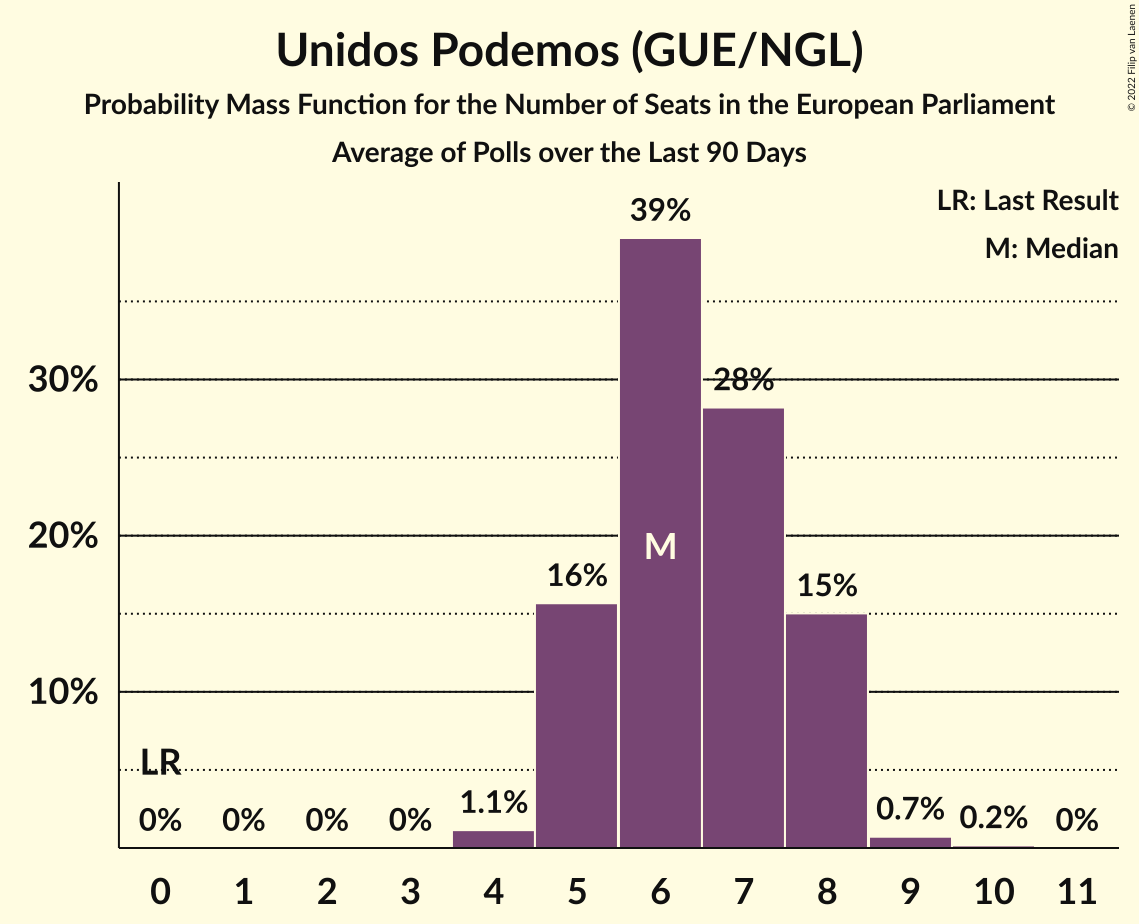 Unidos Podemos (GUE/NGL)
Probability Mass Function for the Number of Seats in the European Parliament
Average of Polls over the Last 90 Days
© 2022 Filip van Laenen
LR: Last Result
M: Median
39%
30%
28%
20%
M
16%
15%
10%
LR
0%
0%
0%
0%
1.1%
0.7%
0.2%
0%
0 1 2 3 4 5 6 7 8 9 10 11